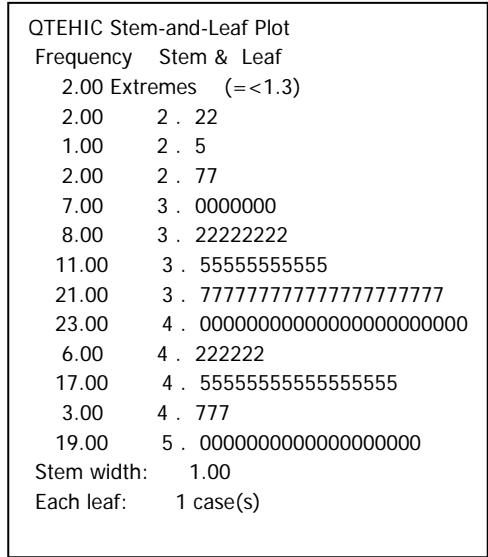 QTEHIC Stem-and-Leaf Plot
Frequency Stem & Leaf
2.00 Extremes (=<1.3)
2.00 2 . 22
1.00 2 . 5
2.00 2 . 77
7.00 3 . 0000000
8.00 3 . 22222222
11.00 3 . 55555555555
21.00 3 . 777777777777777777777
23.00 4 . 00000000000000000000000
6.00 4 . 222222
17.00 4 . 55555555555555555
3.00 4 . 777
19.00 5 . 0000000000000000000
Stem width: 1.00
Each leaf: 1 case(s)